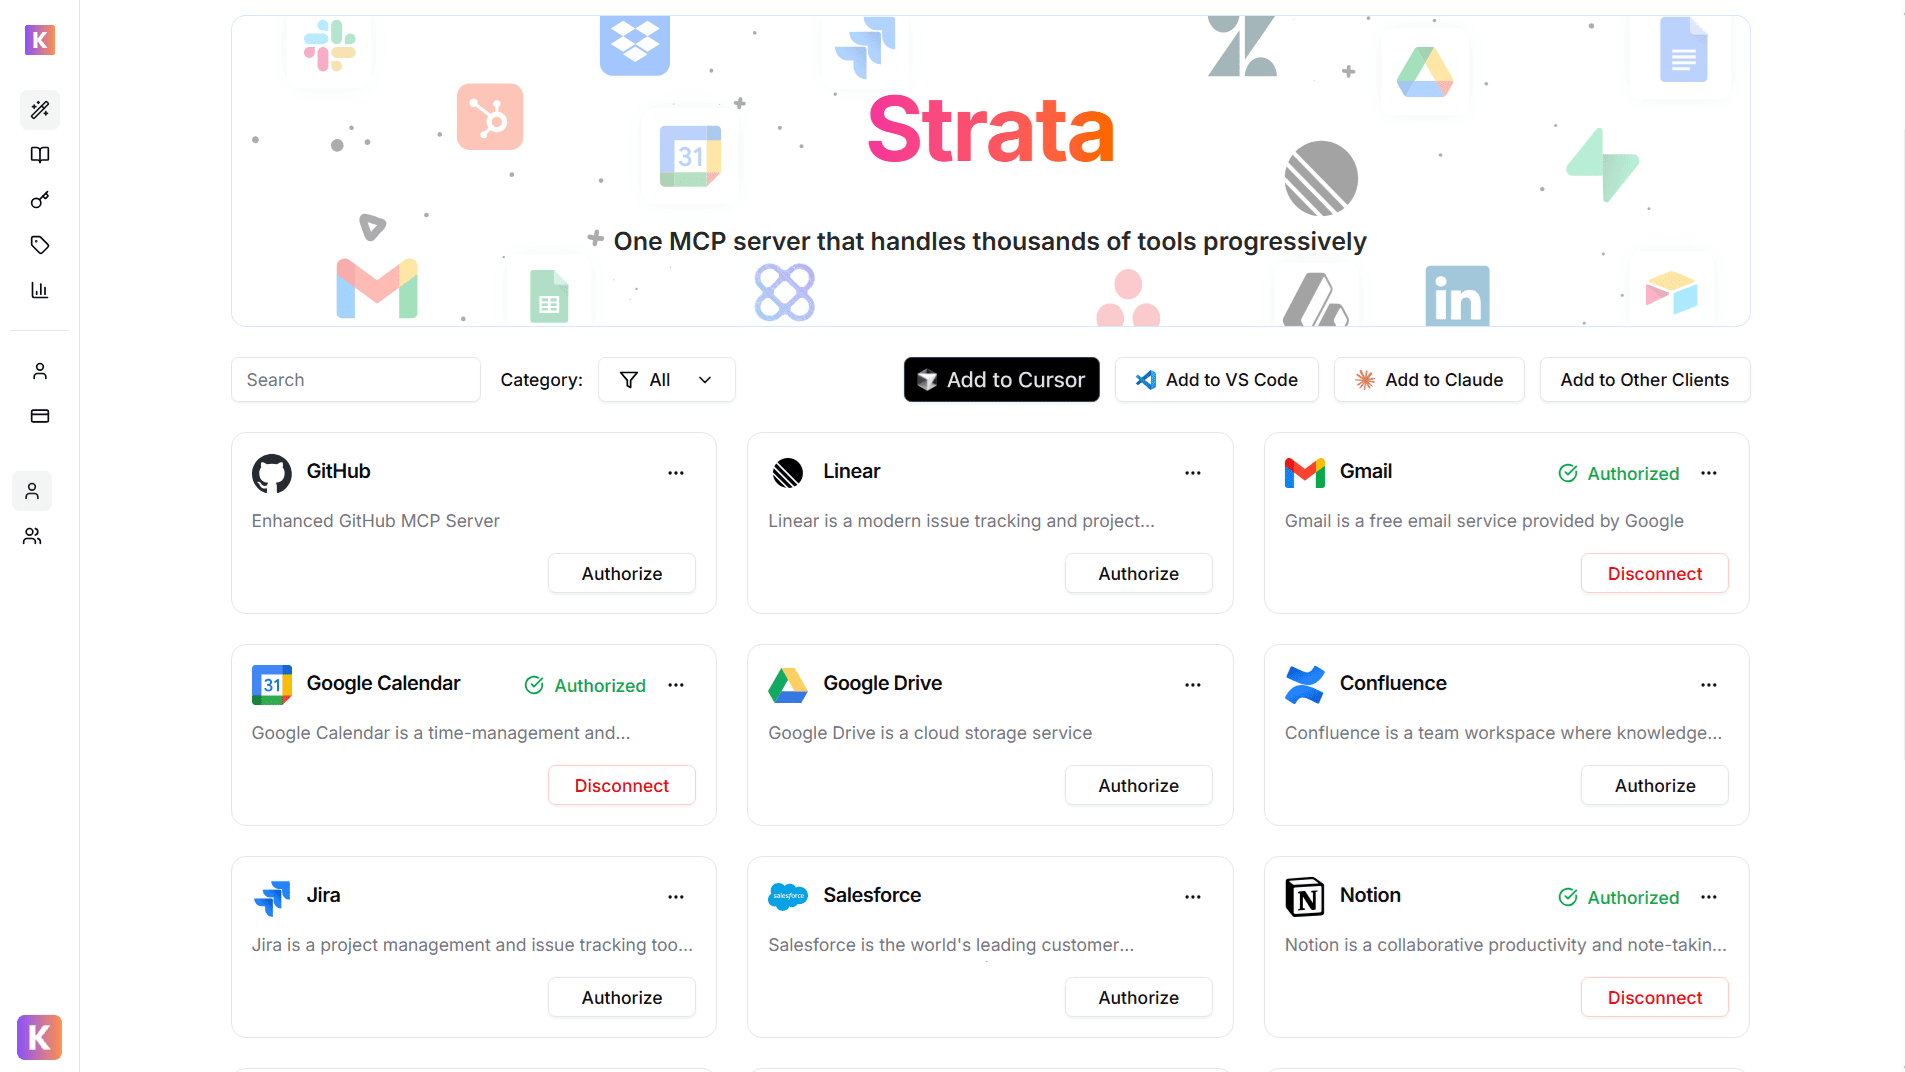 K
31
Strata
One MCP server that handles thousands of tools progressively
in
Search
Category:
All
Add to Cursor
Add to VS Code
Add to Claude
Add to Other Clients
GitHub
Enhanced GitHub MCP Server
Authorize
Linear
Linear is a modern issue tracking and project...
Authorize
Gmail
Authorized
Gmail is a free email service provided by Google
Disconnect
31
Google Calendar
Authorized
Google Calendar is a time-management and...
Disconnect
Google Drive
Google Drive is a cloud storage service
Authorize
Confluence
Confluence is a team workspace where knowledge...
Authorize
Jira
Jira is a project management and issue tracking too...
Authorize
salesforce
Salesforce
Salesforce is the world's leading customer...
Authorize
N
Notion
Authorized
Notion is a collaborative productivity and note-takin...
Disconnect
K